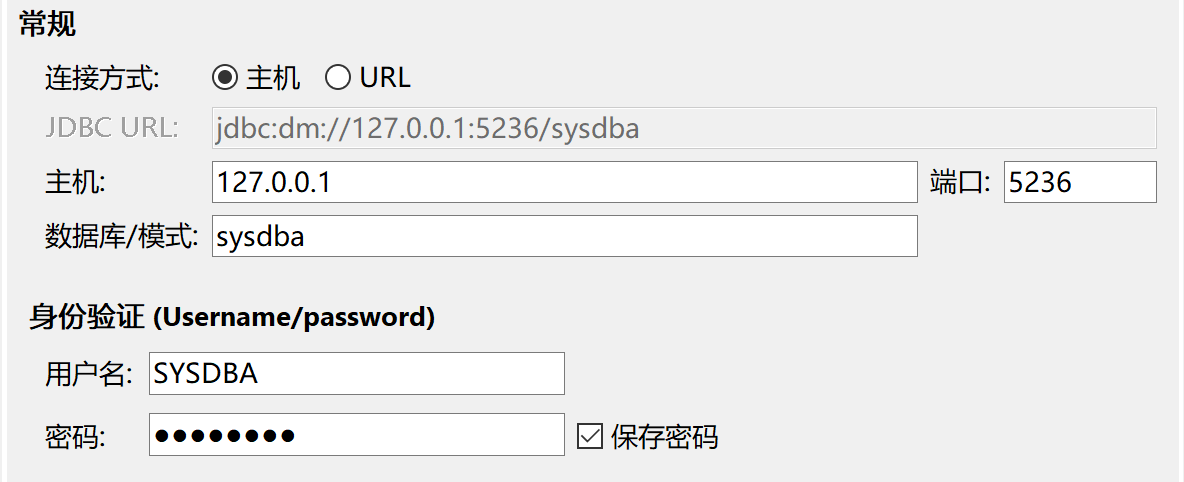 常规
连接方式: 主机 URL
JDBC URL: jdbc:dm://127.0.0.1:5236/sysdba
主机: 127.0.0.1 端口: 5236
数据库/模式: sysdba
身份验证 (Username/password)
用户名: SYSDBA
密码: ●●●●●●●● 保存密码